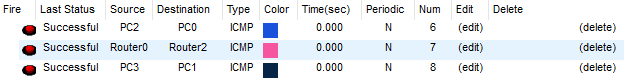 Fire Last Status Source Destination Type Color Time(sec) Periodic Num Edit Delete
Successful PC2 PC0 ICMP 0.000 N 6 (edit) (delete)
Successful Router0 Router2 ICMP 0.000 N 7 (edit) (delete)
Successful PC3 PC1 ICMP 0.000 N 8 (edit) (delete)